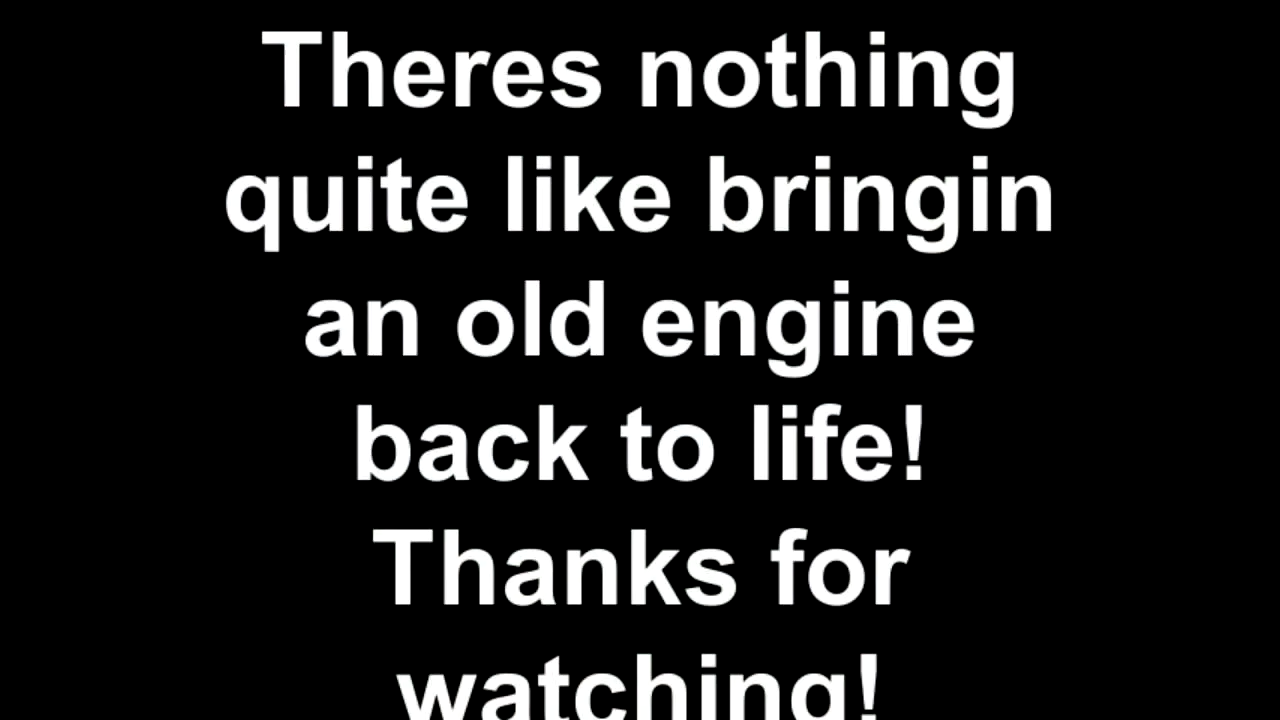 Theres nothing
quite like bringin
an old engine
back to life!
Thanks for
watching!